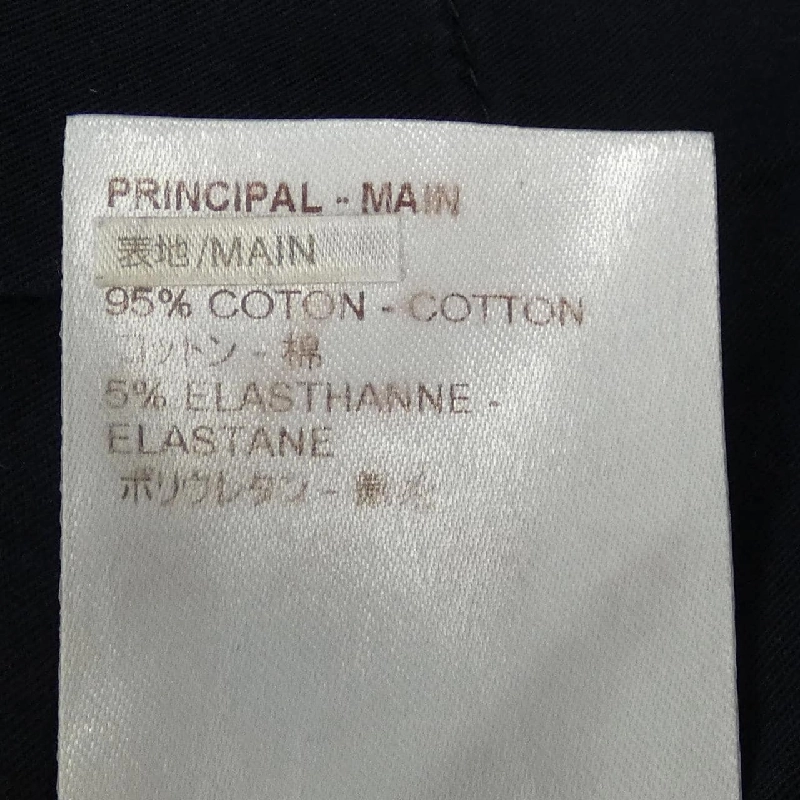 PRINCIPAL - MAIN
表地/MAIN
95% COTON - COTTON
コットン - 棉
5% ELASTHANNE -
ELASTANE
ポリウレタン -